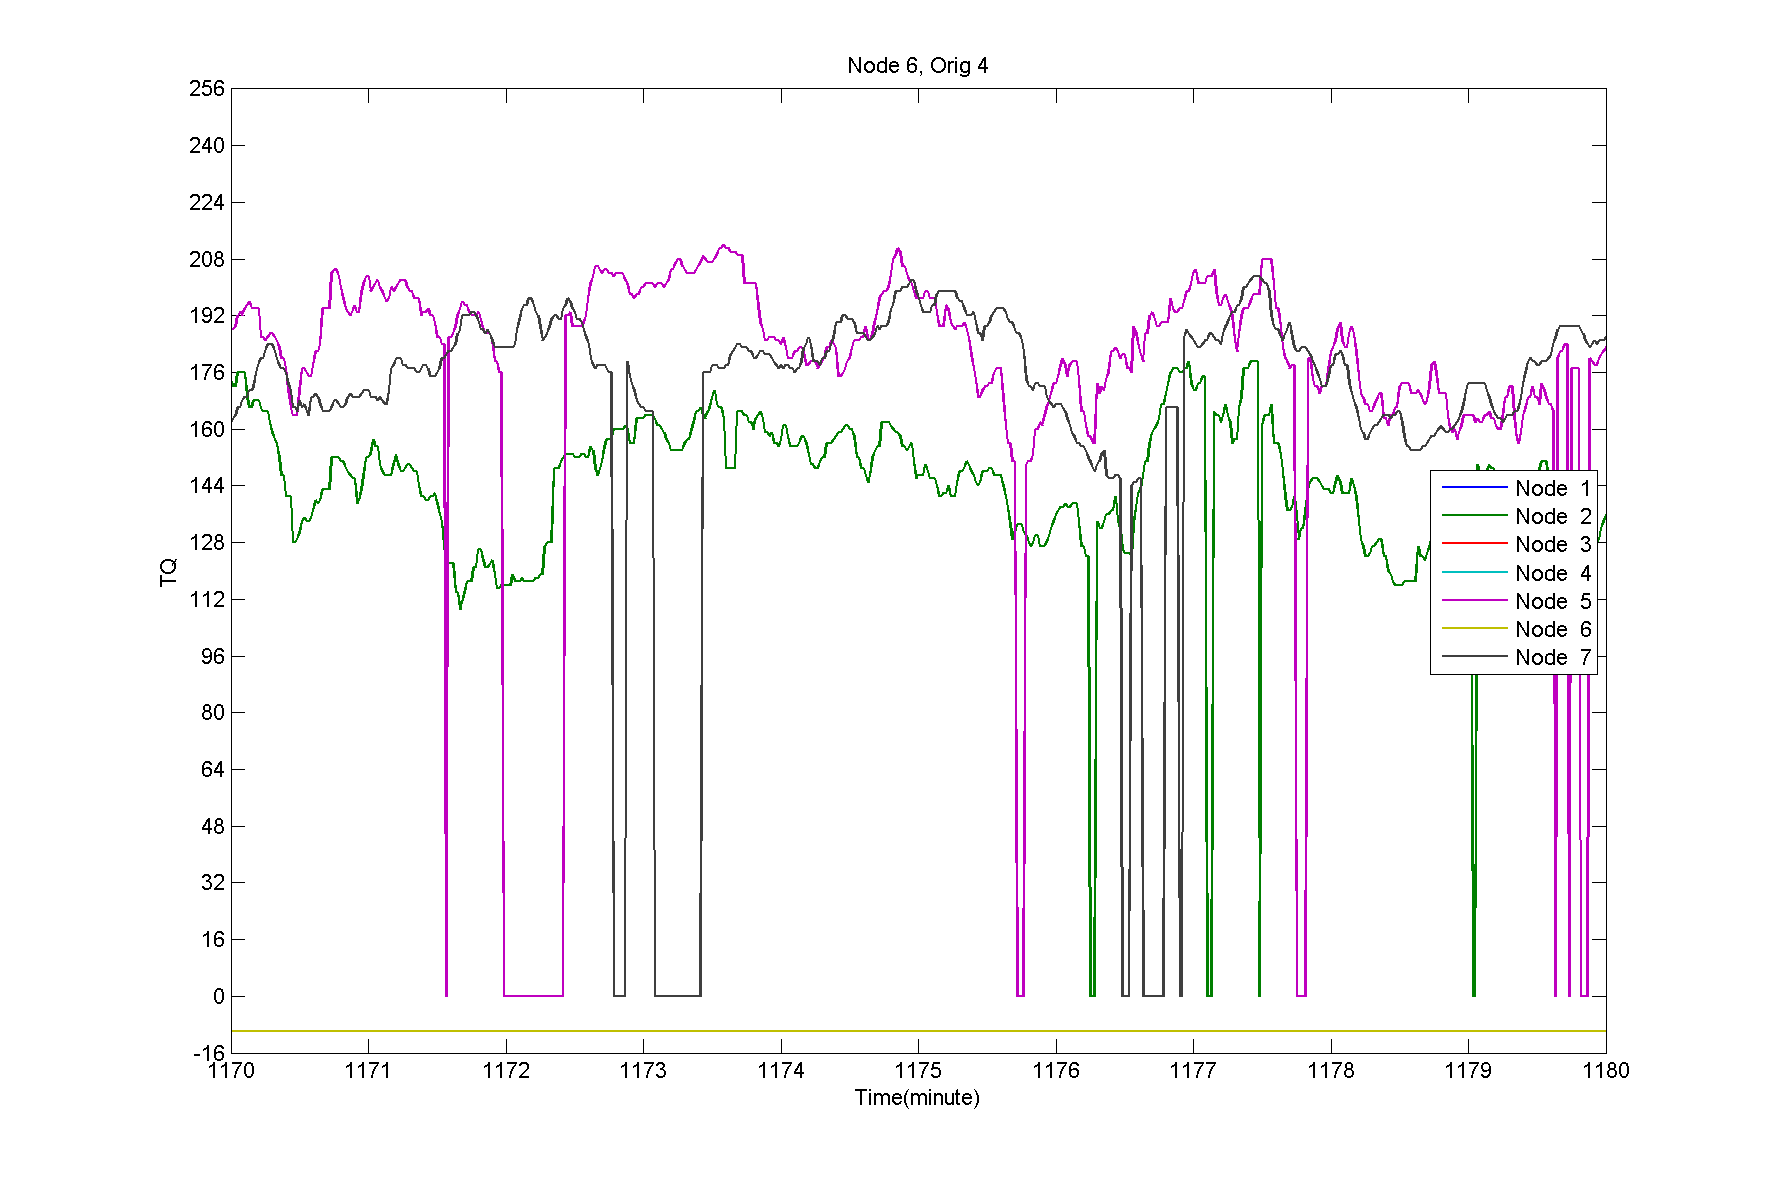 Node 6, Orig 4
256
240
224
208
192
176
160
144
128
112
96
80
64
48
32
16
0
-16
TQ
Node 1
Node 2
Node 3
Node 4
Node 5
Node 6
Node 7
1170 1171 1172 1173 1174 1175 1176 1177 1178 1179 1180
Time(minute)